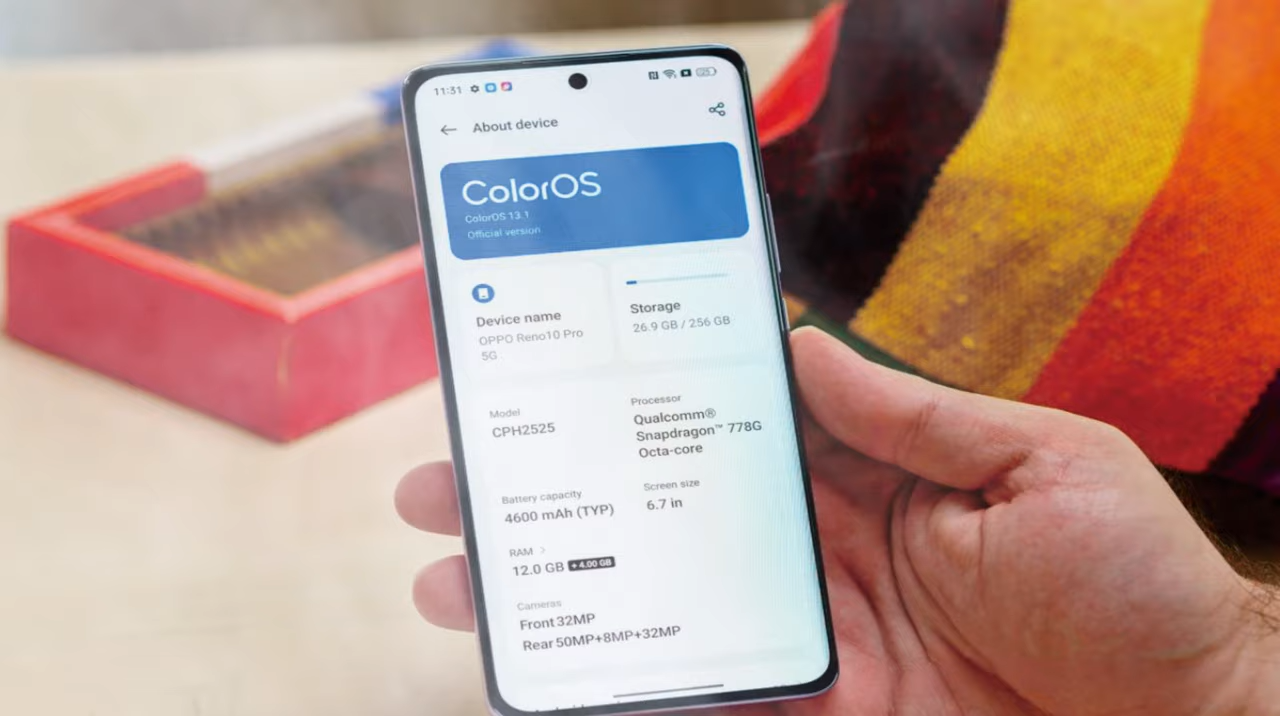 11:31
About device
ColorOS
ColorOS 13.1
Official version
Device name
OPPO Reno10 Pro
5G
Storage
26.9 GB / 256 GB
Model
CPH2525
Processor
Qualcomm®
Snapdragon™ 778G
Octa-core
Battery capacity
4600 mAh (TYP)
Screen size
6.7 in
RAM
12.0 GB + 4.00 GB
Cameras
Front 32MP
Rear 50MP+8MP+32MP